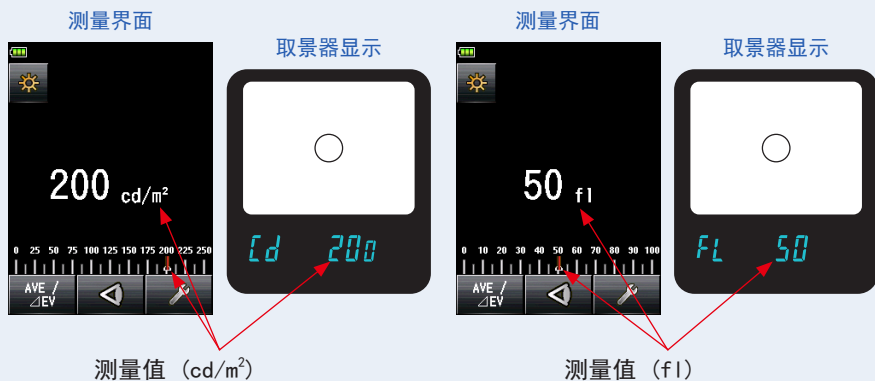 测量界面
取景器显示
200 cd/m²
0 25 50 75 100 125 150 175 200 225 250
AVE /
⊿EV
Cd 200
测量值 (cd/m²)
测量界面
取景器显示
50 fl
0 10 20 30 40 50 60 70 80 90 100
AVE /
⊿EV
FL 50
测量值 (fl)